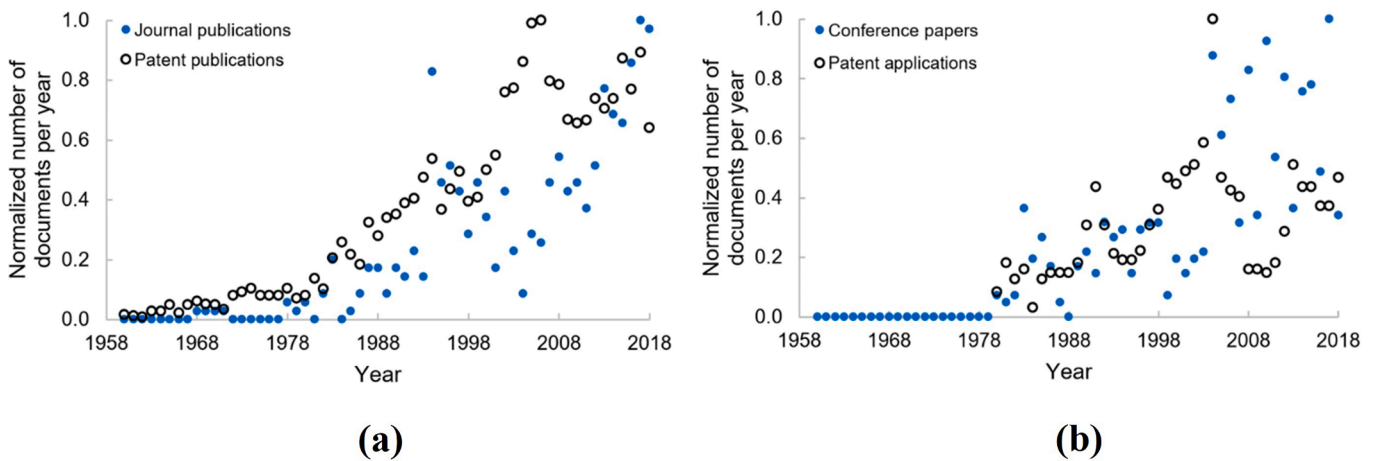 Normalized number of
documents per year
1.0
0.8
0.6
0.4
0.2
0.0
Journal publications
Patent publications
1958
1968
1978
1988
1998
2008
2018
Year
(a)
Normalized number of
documents per year
1.0
0.8
0.6
0.4
0.2
0.0
Conference papers
Patent applications
1958
1968
1978
1988
1998
2008
2018
Year
(b)